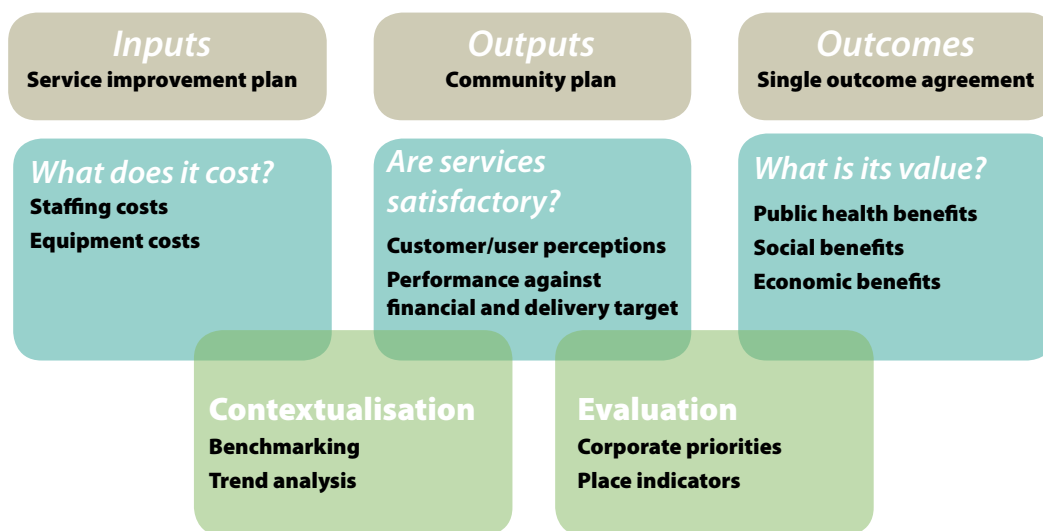 Inputs
Service improvement plan
Outputs
Community plan
Outcomes
Single outcome agreement
What does it cost?
Staffing costs
Equipment costs
Are services
satisfactory?
Customer/user perceptions
Performance against
financial and delivery target
What is its value?
Public health benefits
Social benefits
Economic benefits
Contextualisation
Benchmarking
Trend analysis
Evaluation
Corporate priorities
Place indicators